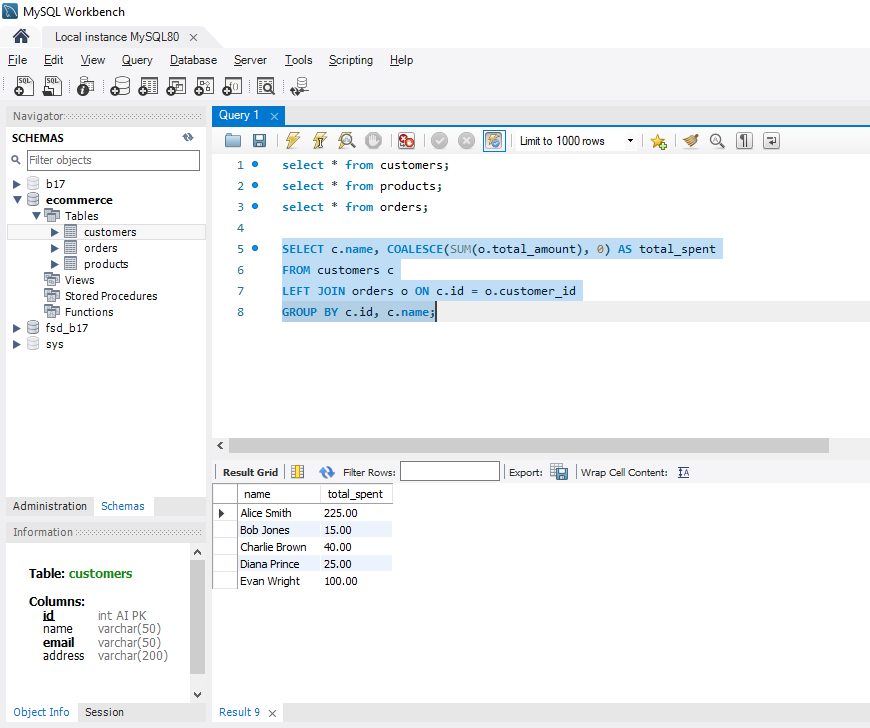 MySQL Workbench
Local instance MySQL80
File Edit View Query Database Server Tools Scripting Help
Navigator
SCHEMAS
Filter objects
b17
ecommerce
Tables
customers
orders
products
Views
Stored Procedures
Functions
fsd_b17
sys
Administration Schemas
Information
Table: customers
Columns:
id int AI PK
name varchar(50)
email varchar(50)
address varchar(200)
Object Info Session
Query 1
Limit to 1000 rows
1 select * from customers;
2 select * from products;
3 select * from orders;
4
5 SELECT c.name, COALESCE(SUM(o.total_amount), 0) AS total_spent
6 FROM customers c
7 LEFT JOIN orders o ON c.id = o.customer_id
8 GROUP BY c.id, c.name;
Result Grid Filter Rows: Export: Wrap Cell Content:
name total_spent
Alice Smith 225.00
Bob Jones 15.00
Charlie Brown 40.00
Diana Prince 25.00
Evan Wright 100.00
Result 9